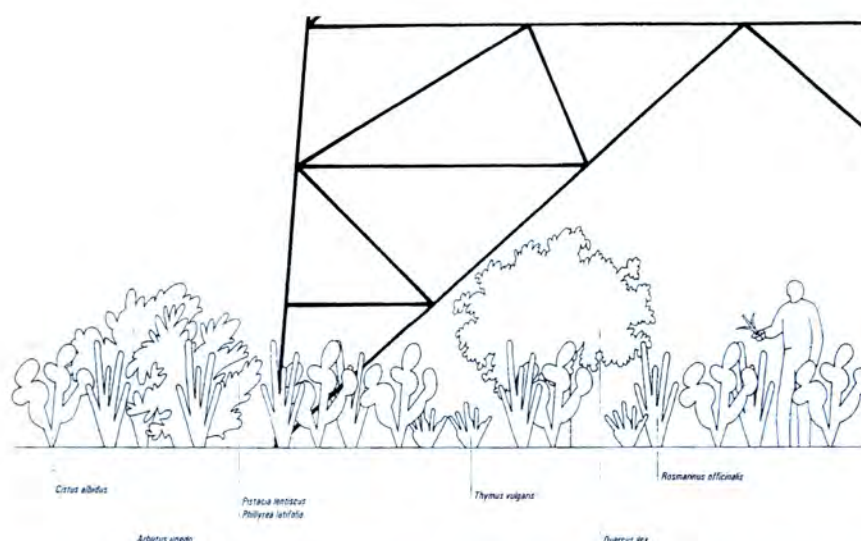 Cistus albidus
Pistacia lentiscus
Phillyrea latifolia
Thymus vulgaris
Rosmarinus officinalis
Arbutus unedo
Quercus ilex